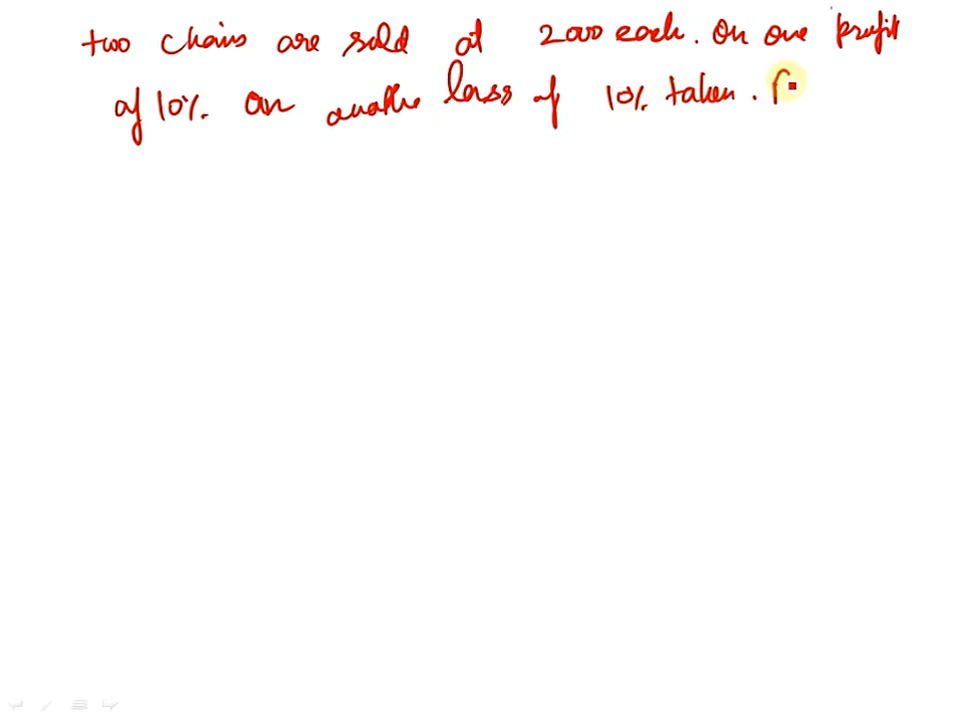 two chairs are sold at 2000 each. On one profit
of 10%. On another loss of 10% taken.